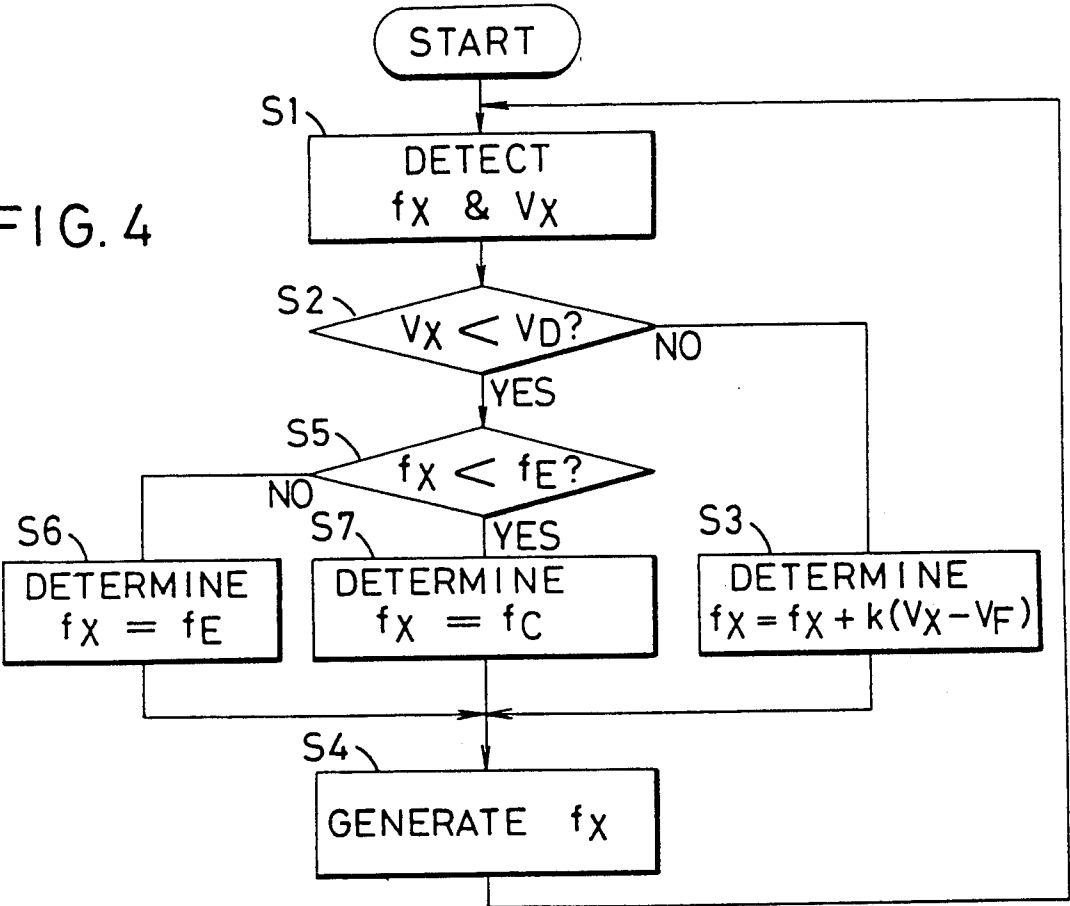 START
S1
DETECT
fX & VX
FIG. 4
S2
VX < VD?
NO
YES
S5
fX < fE?
NO
YES
S6
DETERMINE
fX = fE
S7
DETERMINE
fX = fC
S3
DETERMINE
fX = fX + k(VX-VF)
S4
GENERATE fX